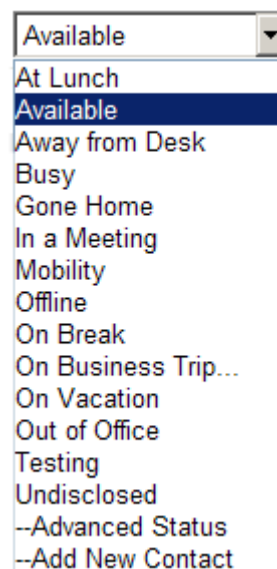 Available
At Lunch
Available
Away from Desk
Busy
Gone Home
In a Meeting
Mobility
Offline
On Break
On Business Trip...
On Vacation
Out of Office
Testing
Undisclosed
--Advanced Status
--Add New Contact